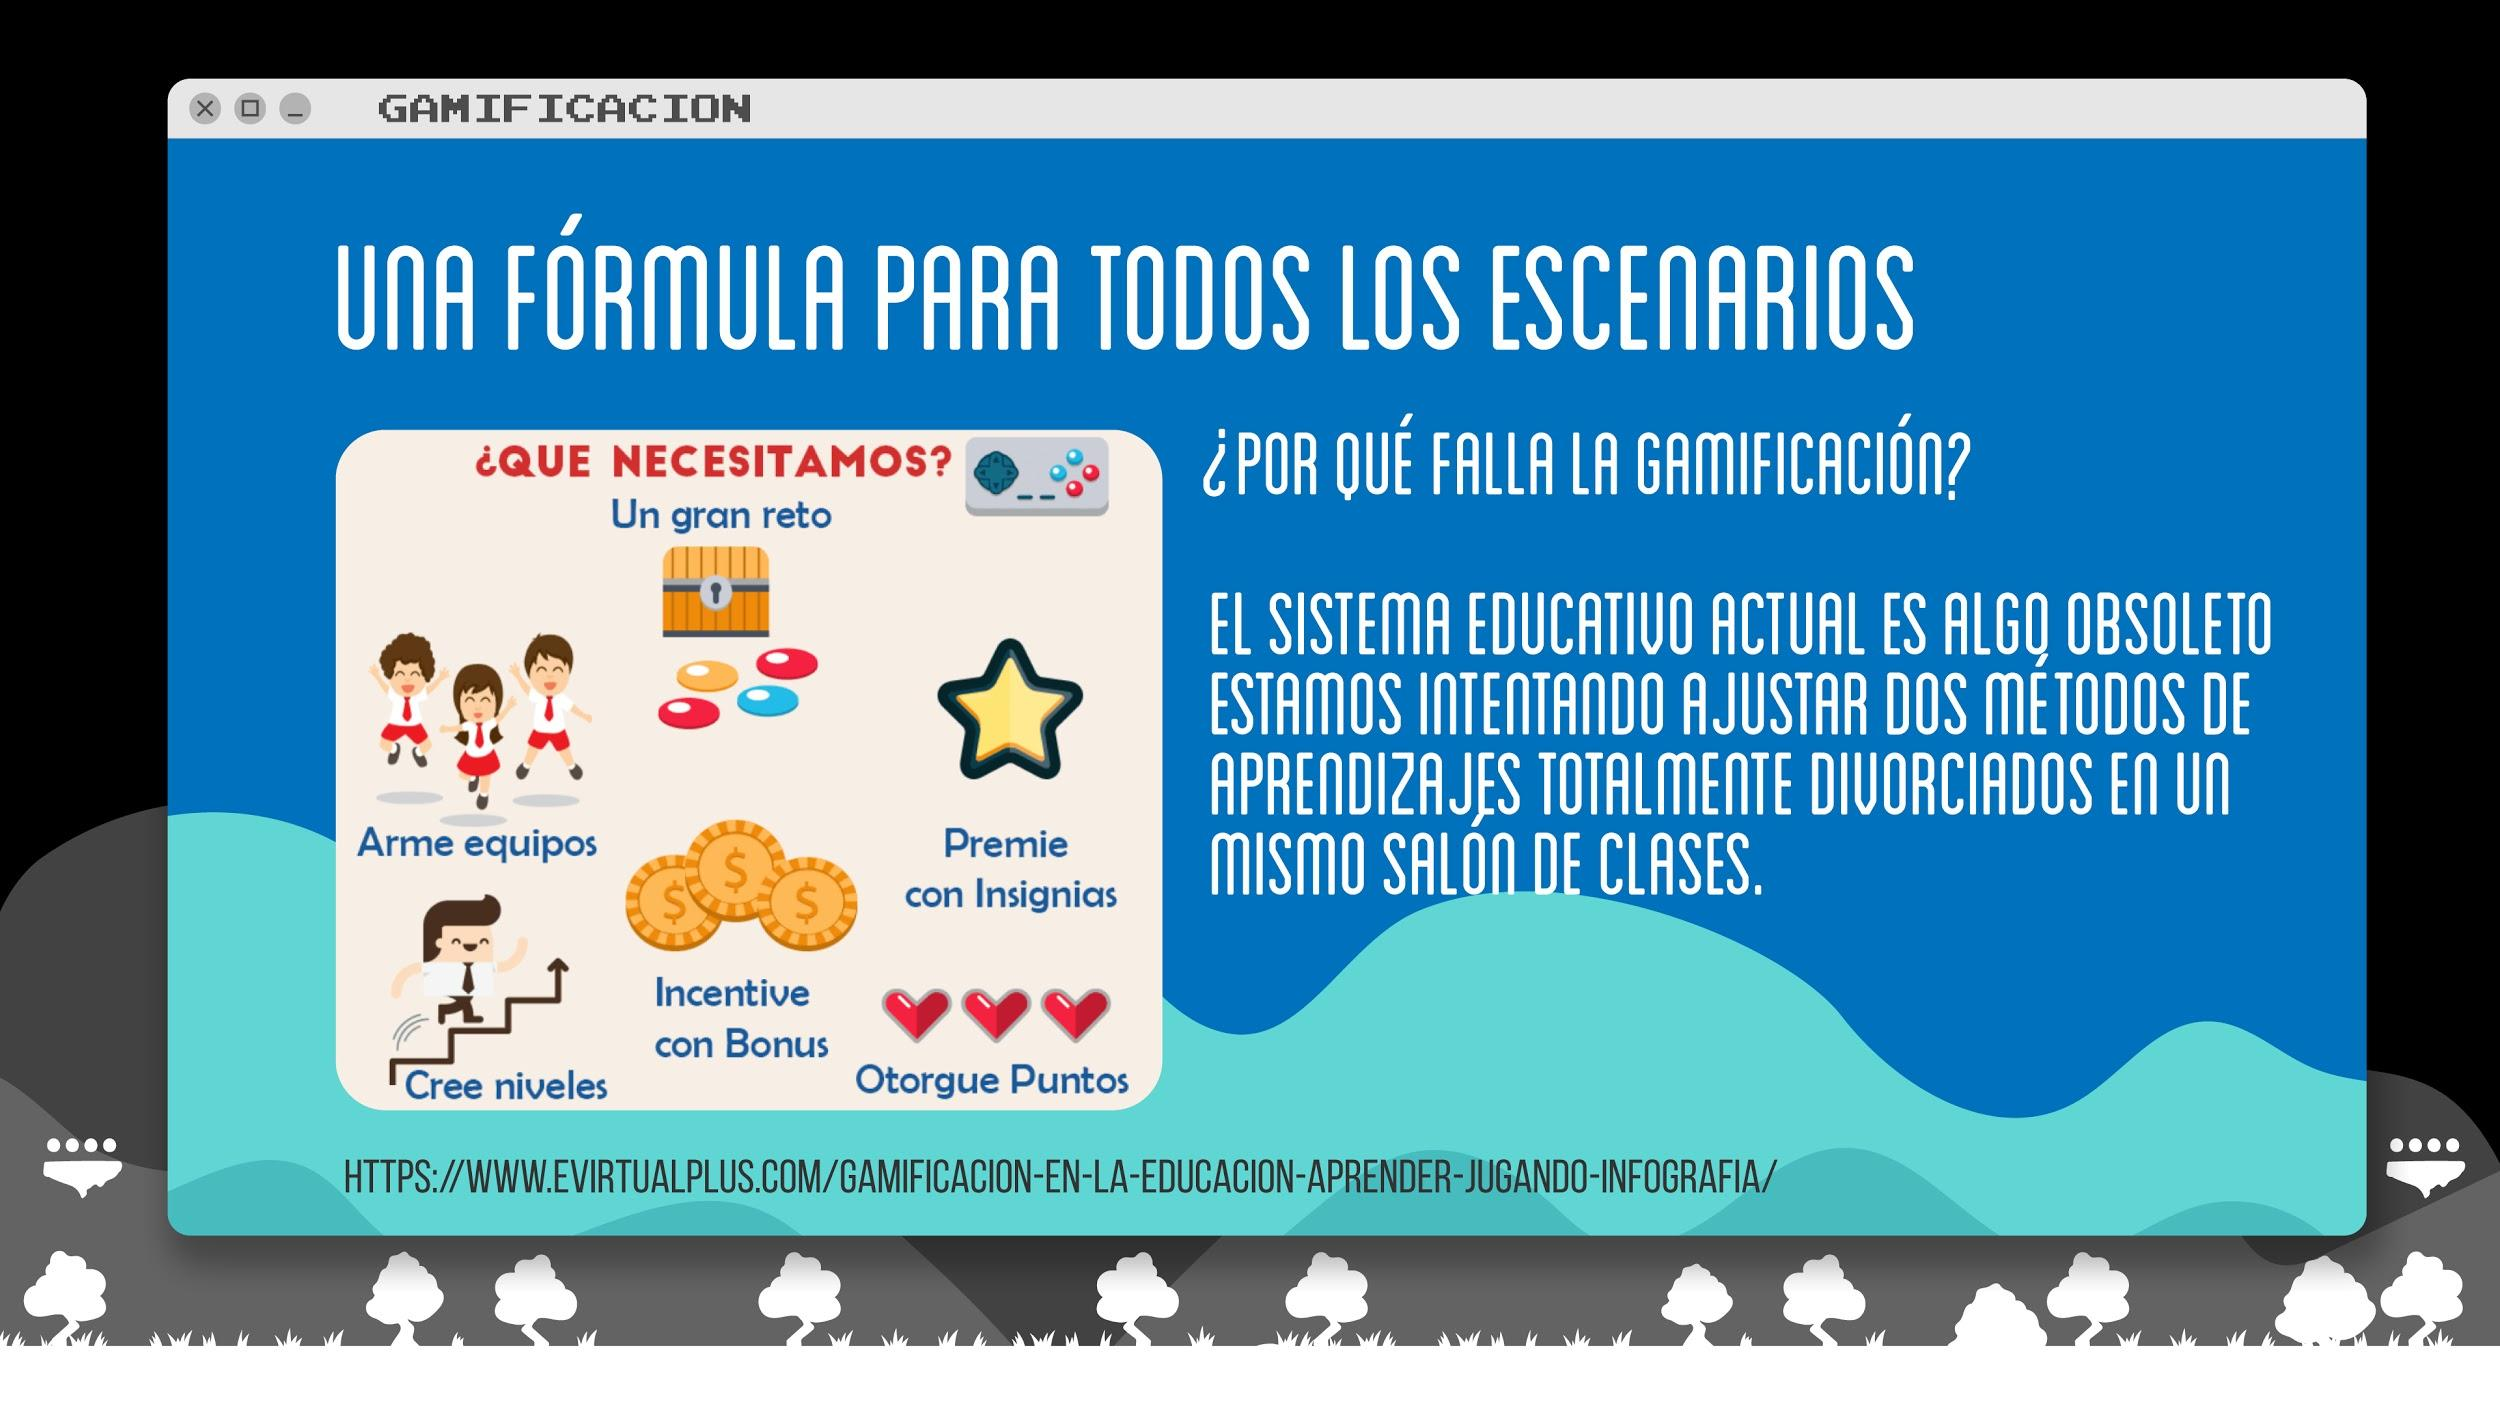 GAMIFICACION
UNA FÓRMULA PARA TODOS LOS ESCENARIOS
¿QUE NECESITAMOS?
Un gran reto
Arme equipos
Premie
con Insignias
Incentive
con Bonus
Cree niveles
Otorgue Puntos
¿POR QUÉ FALLA LA GAMIFICACIÓN?
EL SISTEMA EDUCATIVO ACTUAL ES ALGO OBSOLETO
ESTAMOS INTENTANDO AJUSTAR DOS MÉTODOS DE
APRENDIZAJES TOTALMENTE DIVORCIADOS EN UN
MISMO SALÓN DE CLASES.
HTTPS://WWW.EVIRTUALPLUS.COM/GAMIFICACION-EN-LA-EDUCACION-APRENDER-JUGANDO-INFOGRAFIA/